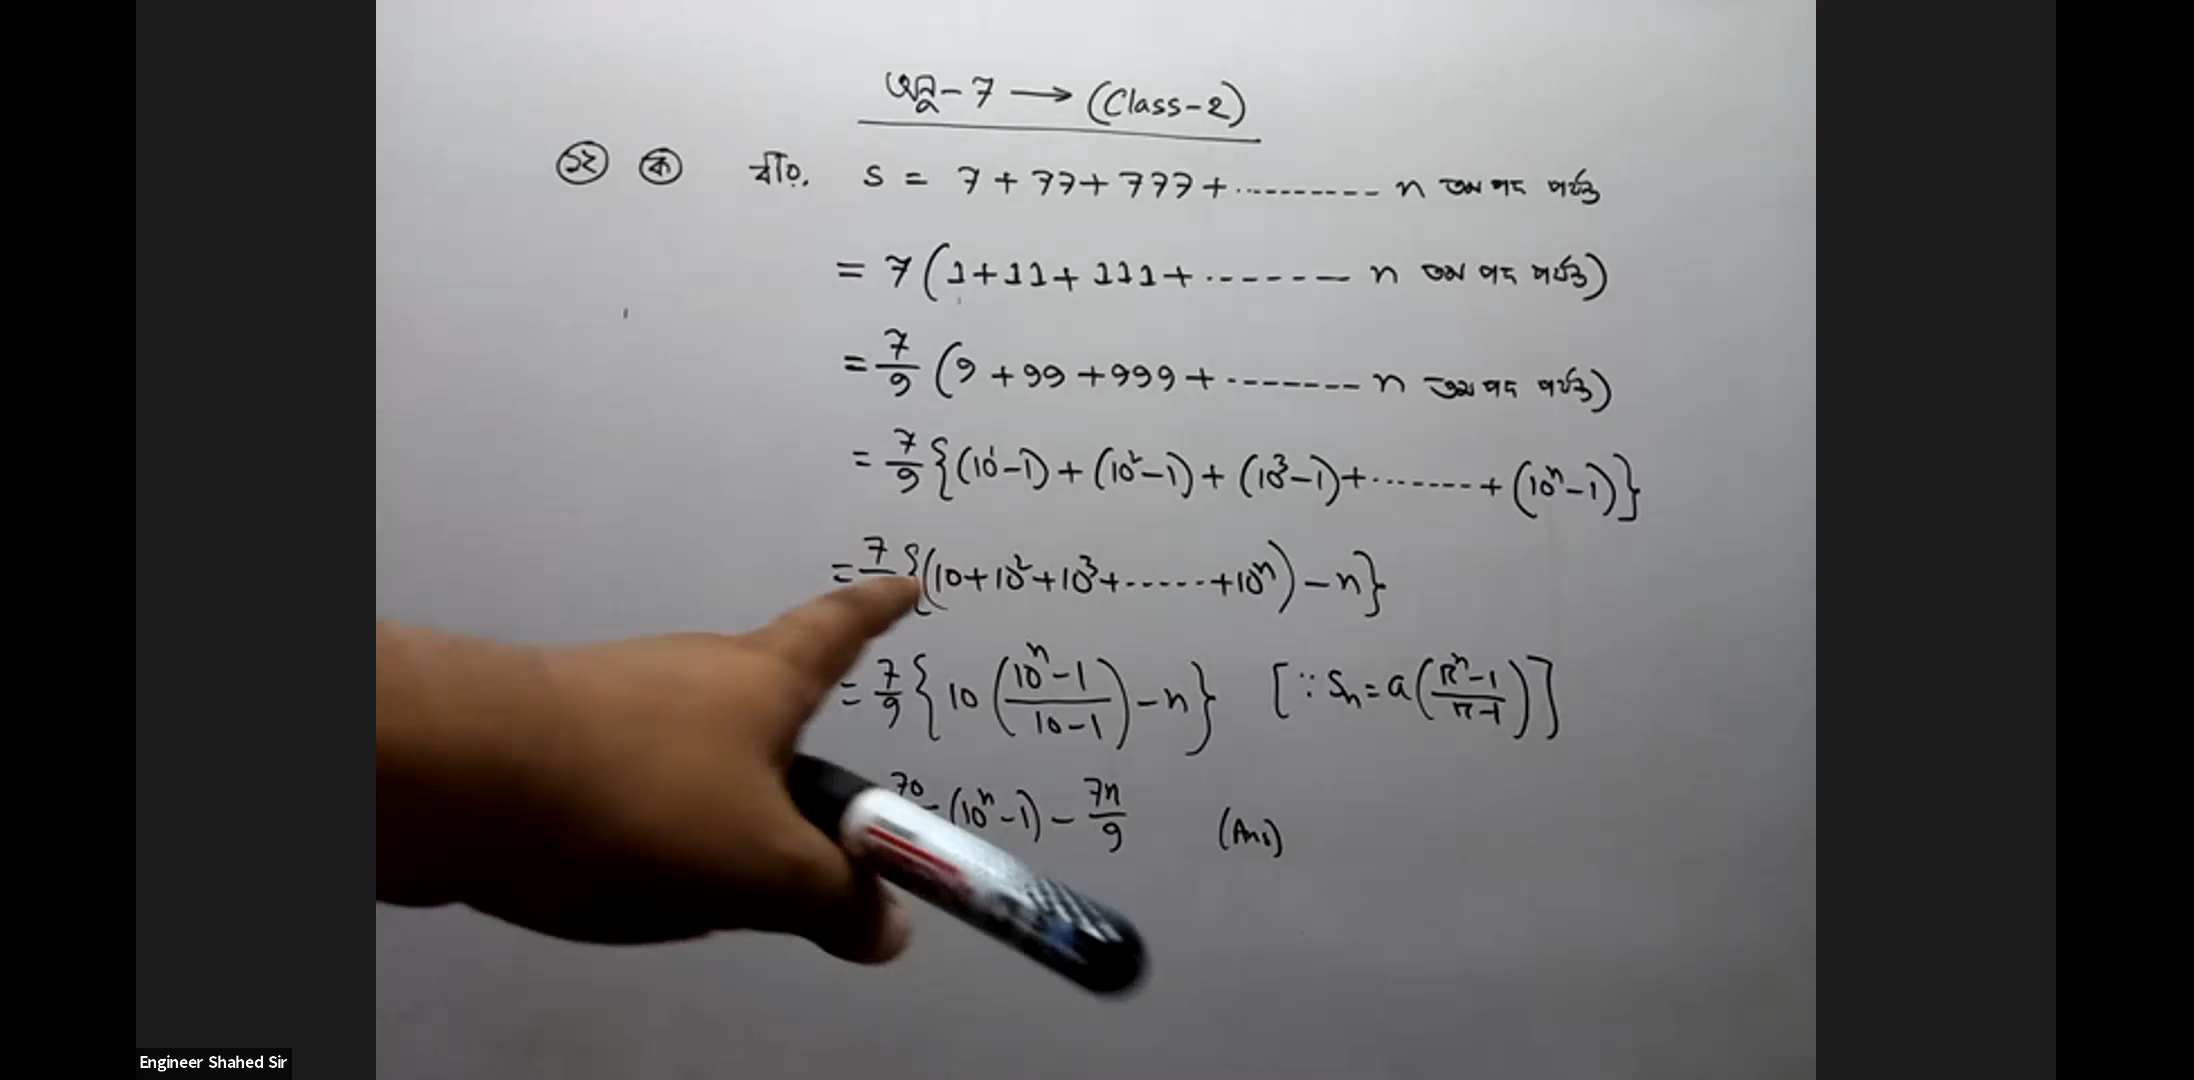 অনু-7 → (Class-2)
১২ ক ধরি, S = 7 + 77 + 777 + .......... n তম পদ পর্যন্ত
= 7 (1 + 11 + 111 + ....... n তম পদ পর্যন্ত)
= 7/9 (9 + 99 + 999 + ........ n তম পদ পর্যন্ত)
= 7/9 {(10¹ - 1) + (10² - 1) + (10³ - 1) + ........ + (10ⁿ - 1)}
= 7 {(10 + 10² + 10³ + ...... + 10ⁿ) - n}
= 7/9 {10 ((10ⁿ - 1)/(10 - 1)) - n} [∵ Sₙ = a ((rⁿ - 1)/(r - 1))]
70 (10ⁿ - 1) - 7n/9 (Ans)
Engineer Shahed Sir